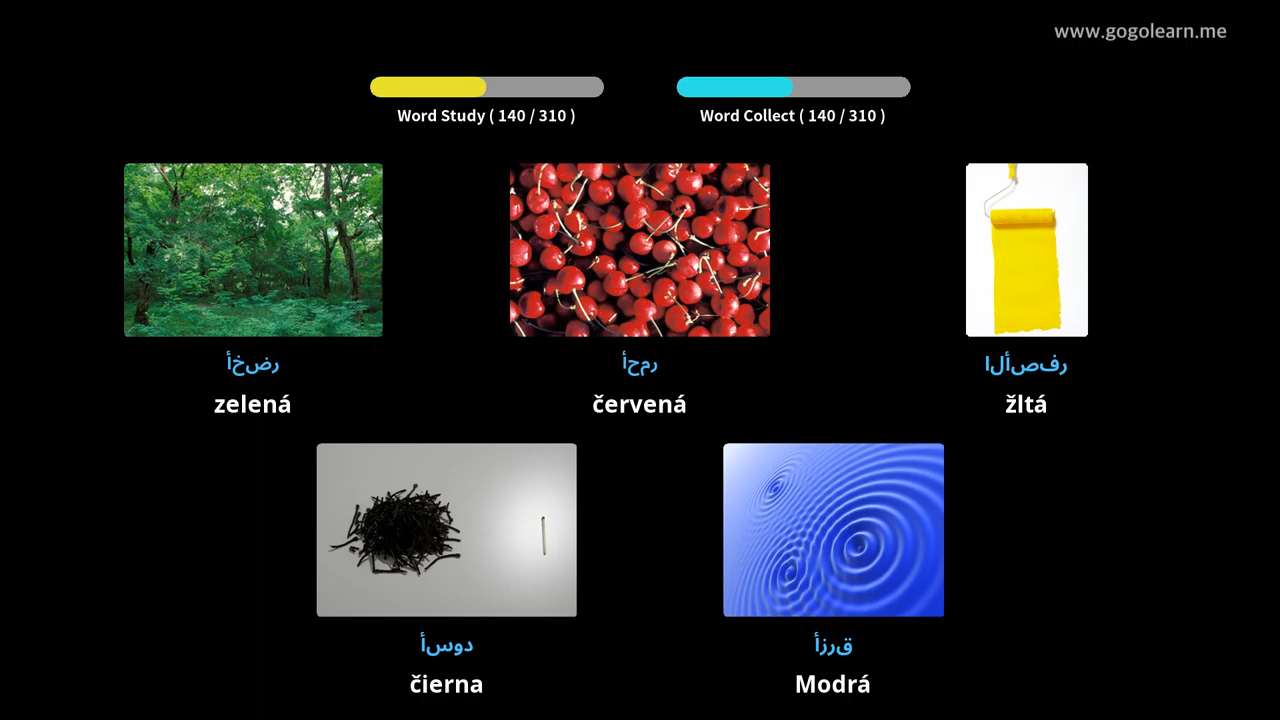 www.gogolearn.me
Word Study ( 140 / 310 )
Word Collect ( 140 / 310 )
رضخأ
zelená
رمحأ
červená
رفصألا
žltá
دوسأ
čierna
قرزأ
Modrá